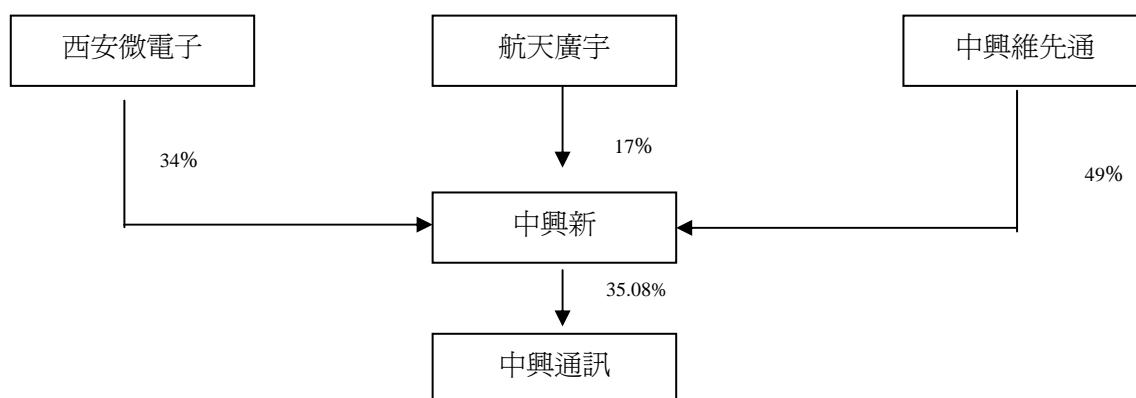 西安微電子
航天廣宇
中興維先通
34%
17%
49%
中興新
35.08%
中興通訊